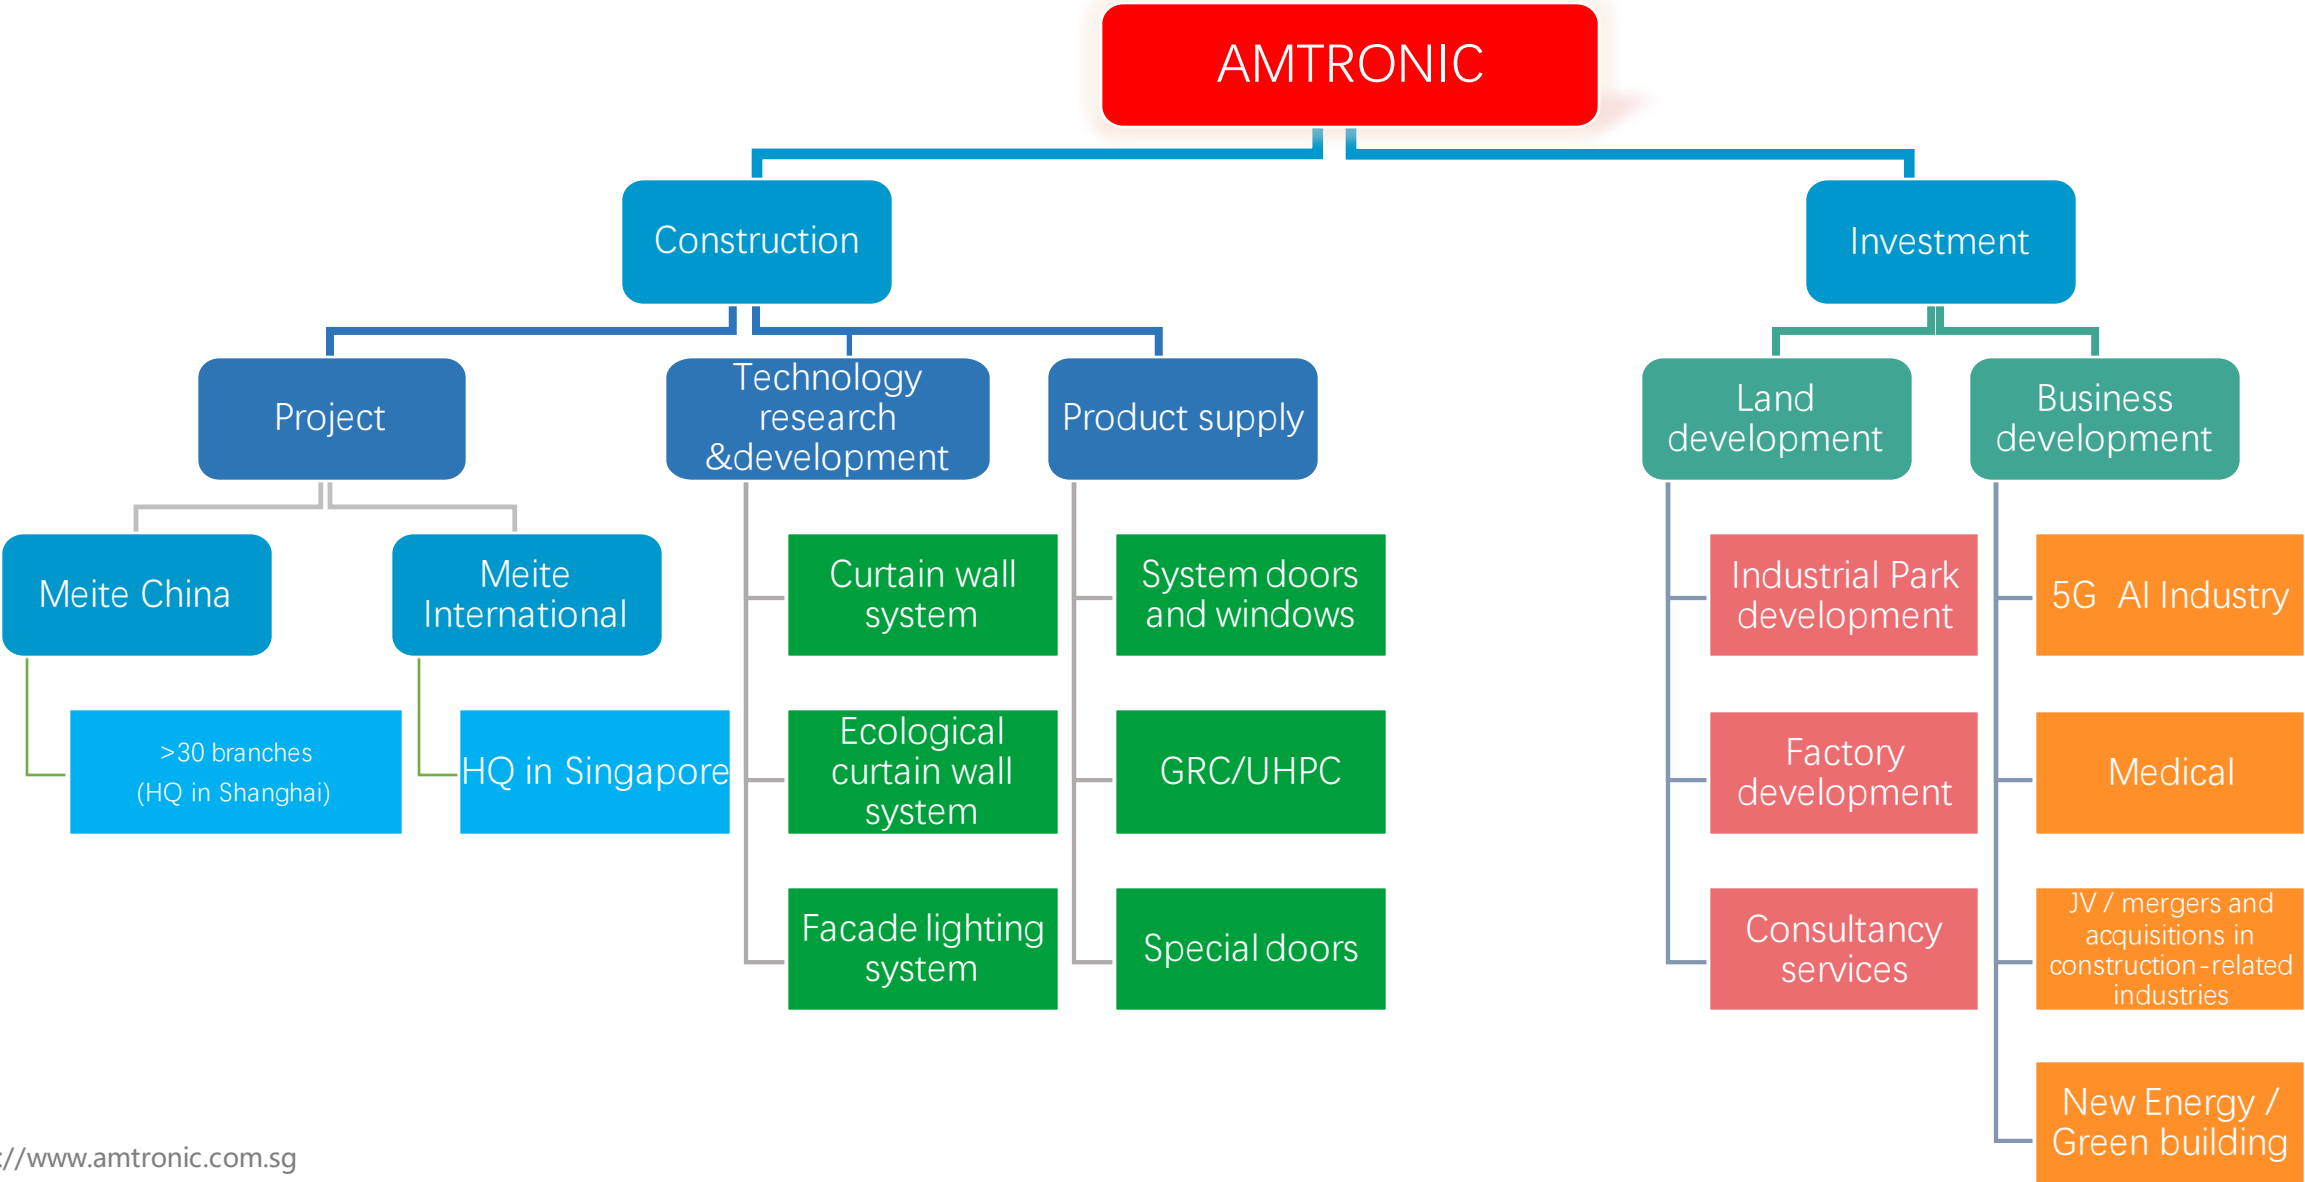 AMTRONIC
Construction
Investment
Project
Technology
research
&development
Product supply
Land
development
Business
development
Meite China
Meite
International
Curtain wall
system
System doors
and windows
Industrial Park
development
5G AI Industry
>30 branches
(HQ in Shanghai)
HQ in Singapore
Ecological
curtain wall
system
GRC/UHPC
Factory
development
Medical
Facade lighting
system
Special doors
Consultancy
services
JV / mergers and
acquisitions in
construction-related
industries
New Energy /
Green building
://www.amtronic.com.sg